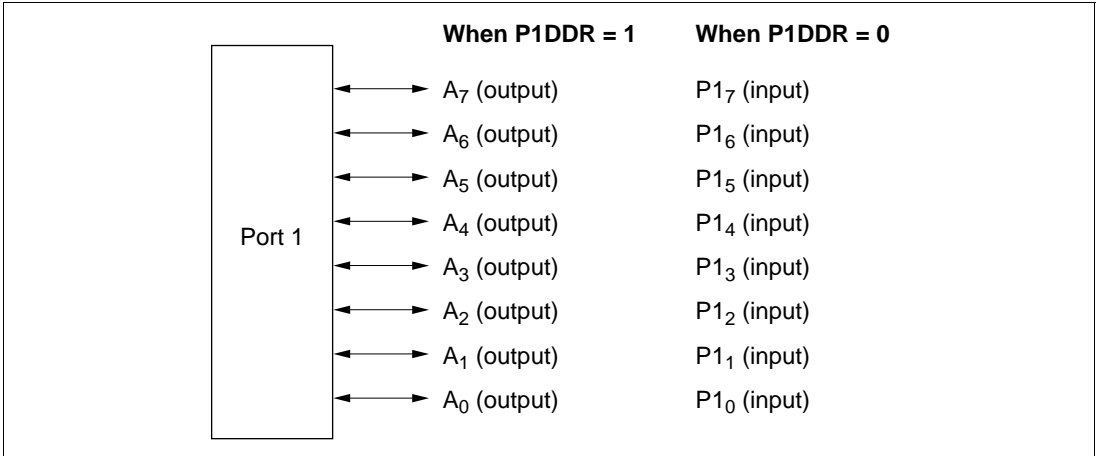 When P1DDR = 1 When P1DDR = 0
A7 (output) P17 (input)
A6 (output) P16 (input)
A5 (output) P15 (input)
Port 1 A4 (output) P14 (input)
A3 (output) P13 (input)
A2 (output) P12 (input)
A1 (output) P11 (input)
A0 (output) P10 (input)